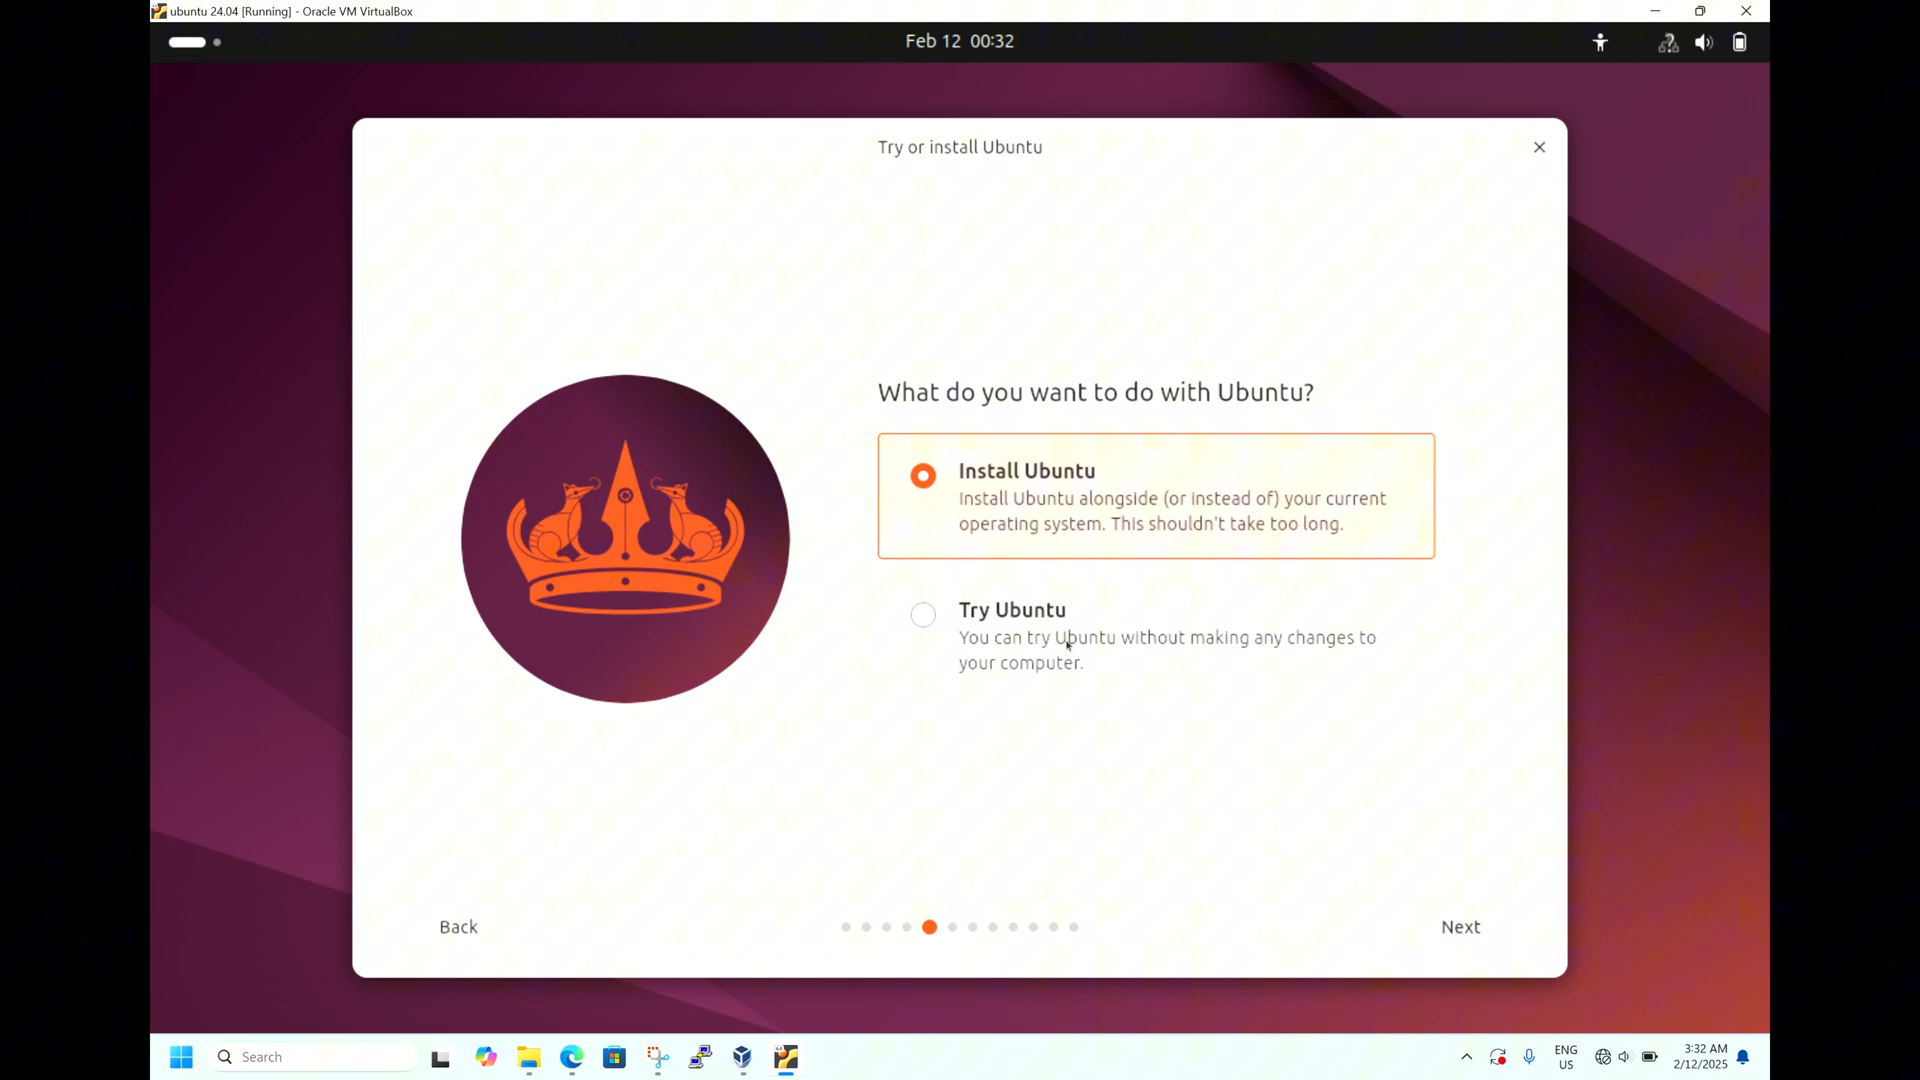 ubuntu 24.04 [Running] - Oracle VM VirtualBox
Feb 12 00:32
Try or install Ubuntu
What do you want to do with Ubuntu?
Install Ubuntu
Install Ubuntu alongside (or instead of) your current
operating system. This shouldn't take too long.
Try Ubuntu
You can try Ubuntu without making any changes to
your computer.
Back
Next
Search
ENG
US
3:32 AM
2/12/2025